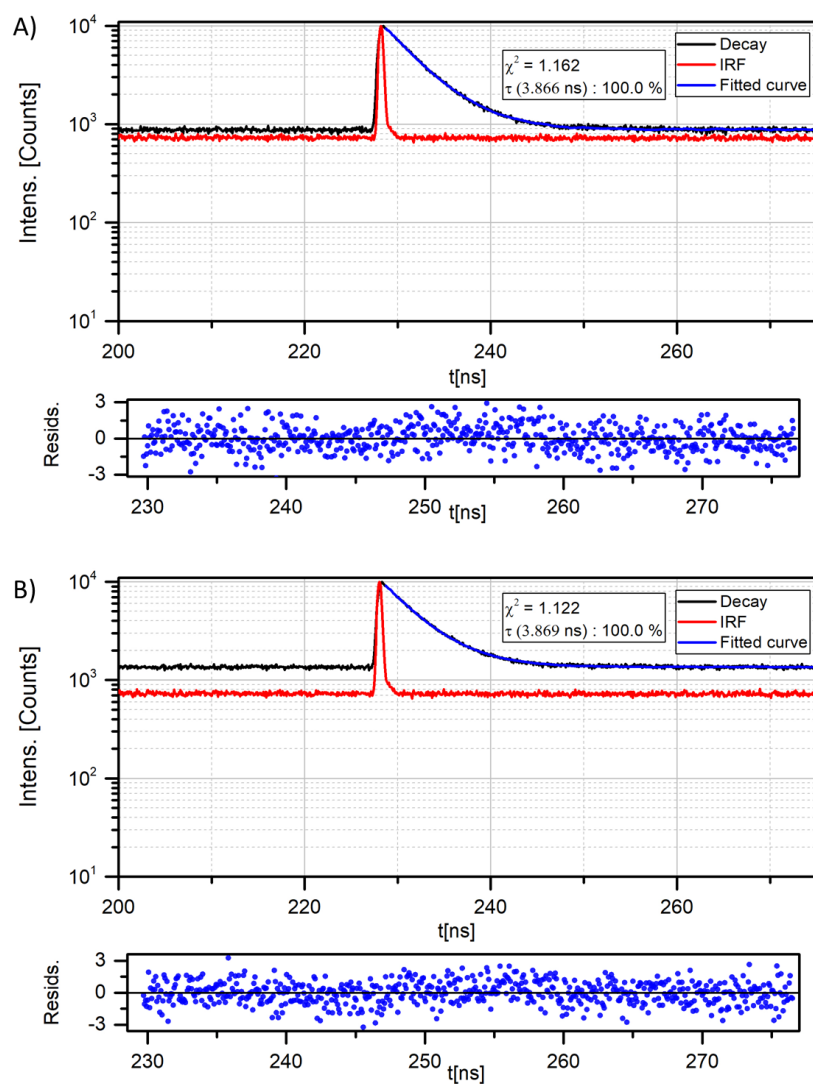 A)
10⁴
10³
10²
10¹
Intens. [Counts]
χ² = 1.162
τ (3.866 ns) : 100.0 %
Decay
IRF
Fitted curve
200 220 240 260
t[ns]
Resids.
3
0
-3
230 240 250 260 270
t[ns]
B)
10⁴
10³
10²
10¹
Intens. [Counts]
χ² = 1.122
τ (3.869 ns) : 100.0 %
Decay
IRF
Fitted curve
200 220 240 260
t[ns]
Resids.
3
0
-3
230 240 250 260 270
t[ns]